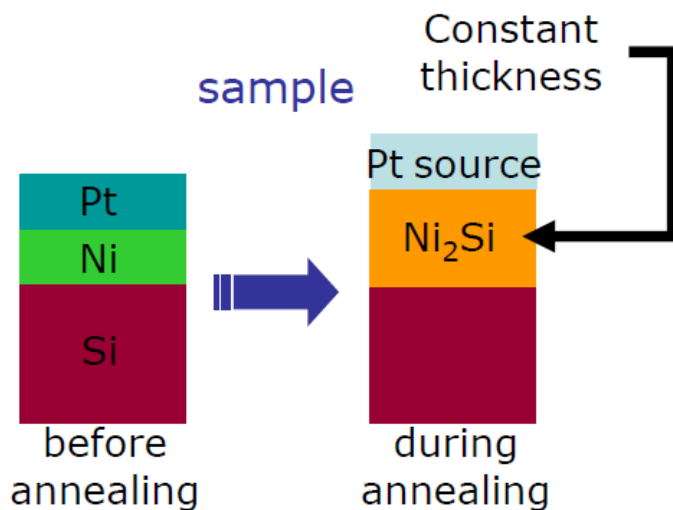 Constant
thickness
sample
Pt
Ni
Si
before
annealing
Pt source
Ni₂Si
during
annealing